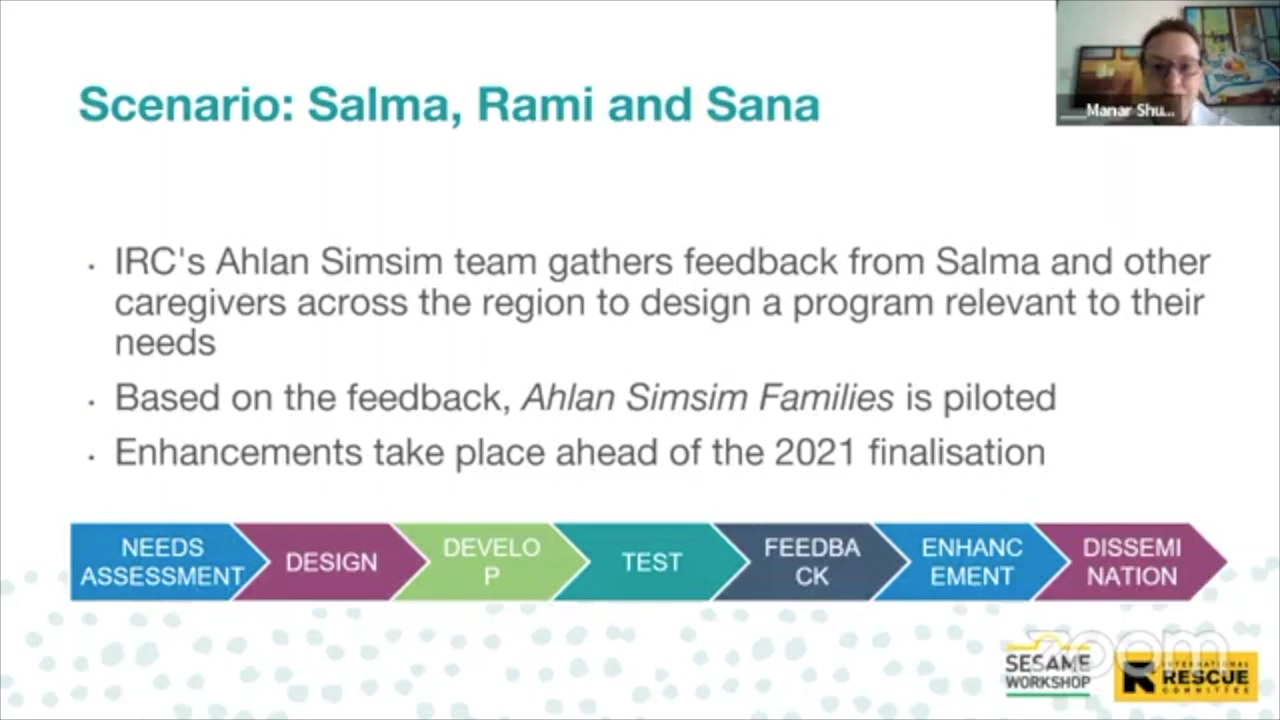 Scenario: Salma, Rami and Sana
Manar Shu...
· IRC's Ahlan Simsim team gathers feedback from Salma and other
caregivers across the region to design a program relevant to their
needs
· Based on the feedback, Ahlan Simsim Families is piloted
· Enhancements take place ahead of the 2021 finalisation
NEEDS
ASSESSMENT
DESIGN
DEVELO
P
TEST
FEEDBA
CK
ENHANC
EMENT
DISSEMI
NATION
zoom
SESAME
WORKSHOP
INTERNATIONAL
RESCUE
COMMITTEE